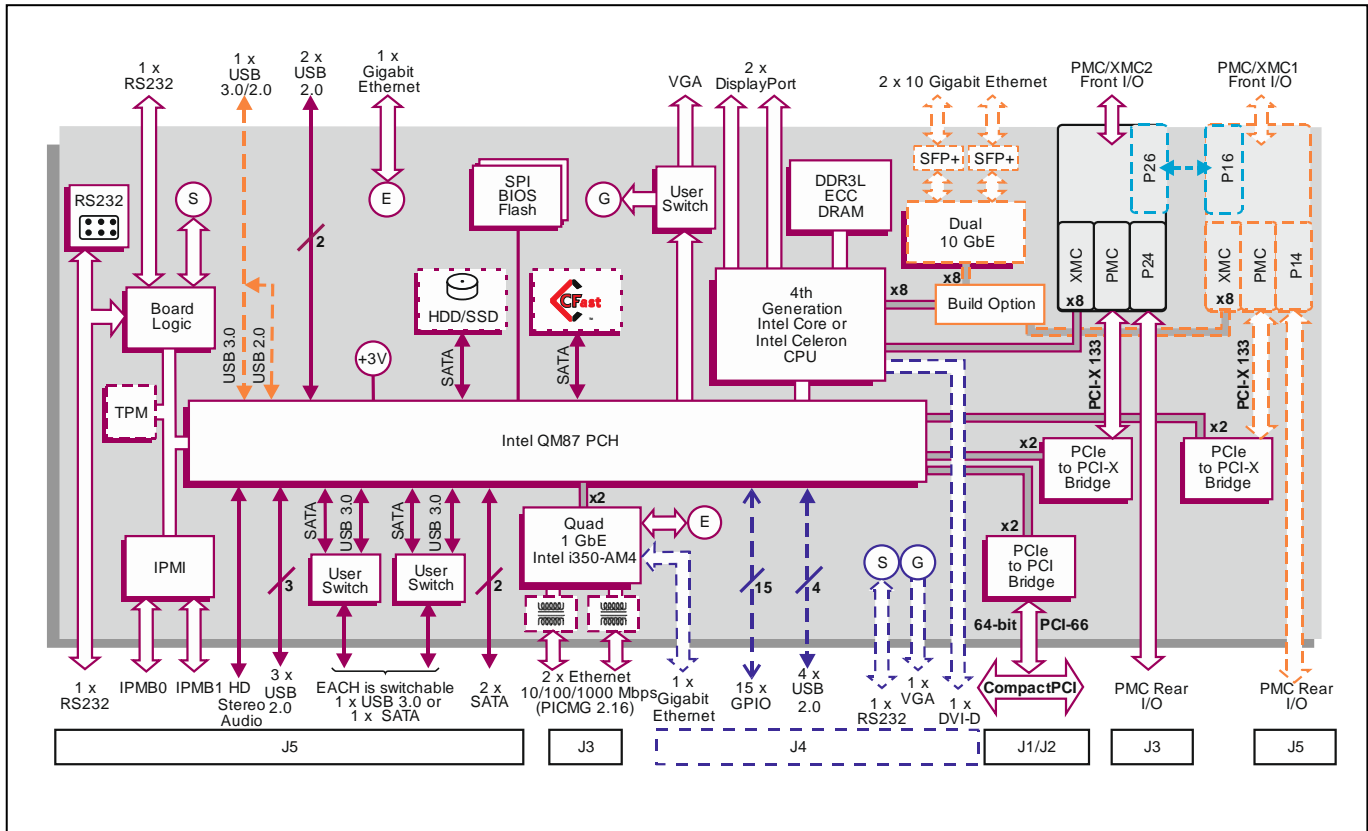 1 x
RS232
1 x
USB
3.0/2.0
2 x
USB
2.0
1 x
Gigabit
Ethernet
VGA
2 x
DisplayPort
2 x 10 Gigabit Ethernet
PMC/XMC2
Front I/O
PMC/XMC1
Front I/O
RS232
S
E
SPI
BIOS
Flash
G
User
Switch
DDR3L
ECC
DRAM
SFP+
SFP+
Dual
10 GbE
P26
P16
XMC
PMC
P24
XMC
PMC
P14
2
Board
Logic
USB 3.0
USB 2.0
HDD/SSD
CFast
4th
Generation
Intel Core or
Intel Celeron
CPU
x8
x8
Build Option
x8
x8
+3V
SATA
SATA
PCI-X 133
PCI-X 133
TPM
Intel QM87 PCH
x2
x2
PCIe
to PCI-X
Bridge
PCIe
to PCI-X
Bridge
SATA
USB 3.0
SATA
USB 3.0
x2
Quad
1 GbE
Intel i350-AM4
E
x2
PCIe
to PCI
Bridge
IPMI
3
User
Switch
User
Switch
2
15
4
S
G
64-bit
PCI-66
CompactPCI
1 x
RS232
IPMB0
IPMB1
HD
Stereo
Audio
3 x
USB
2.0
EACH is switchable
1 x USB 3.0 or
1 x SATA
2 x
SATA
2 x Ethernet
10/100/1000 Mbps
(PICMG 2.16)
1 x
Gigabit
Ethernet
15 x
GPIO
4 x
USB
2.0
1 x
RS232
1 x
VGA
1 x
DVI-D
PMC Rear
I/O
PMC Rear
I/O
J5
J3
J4
J1/J2
J3
J5